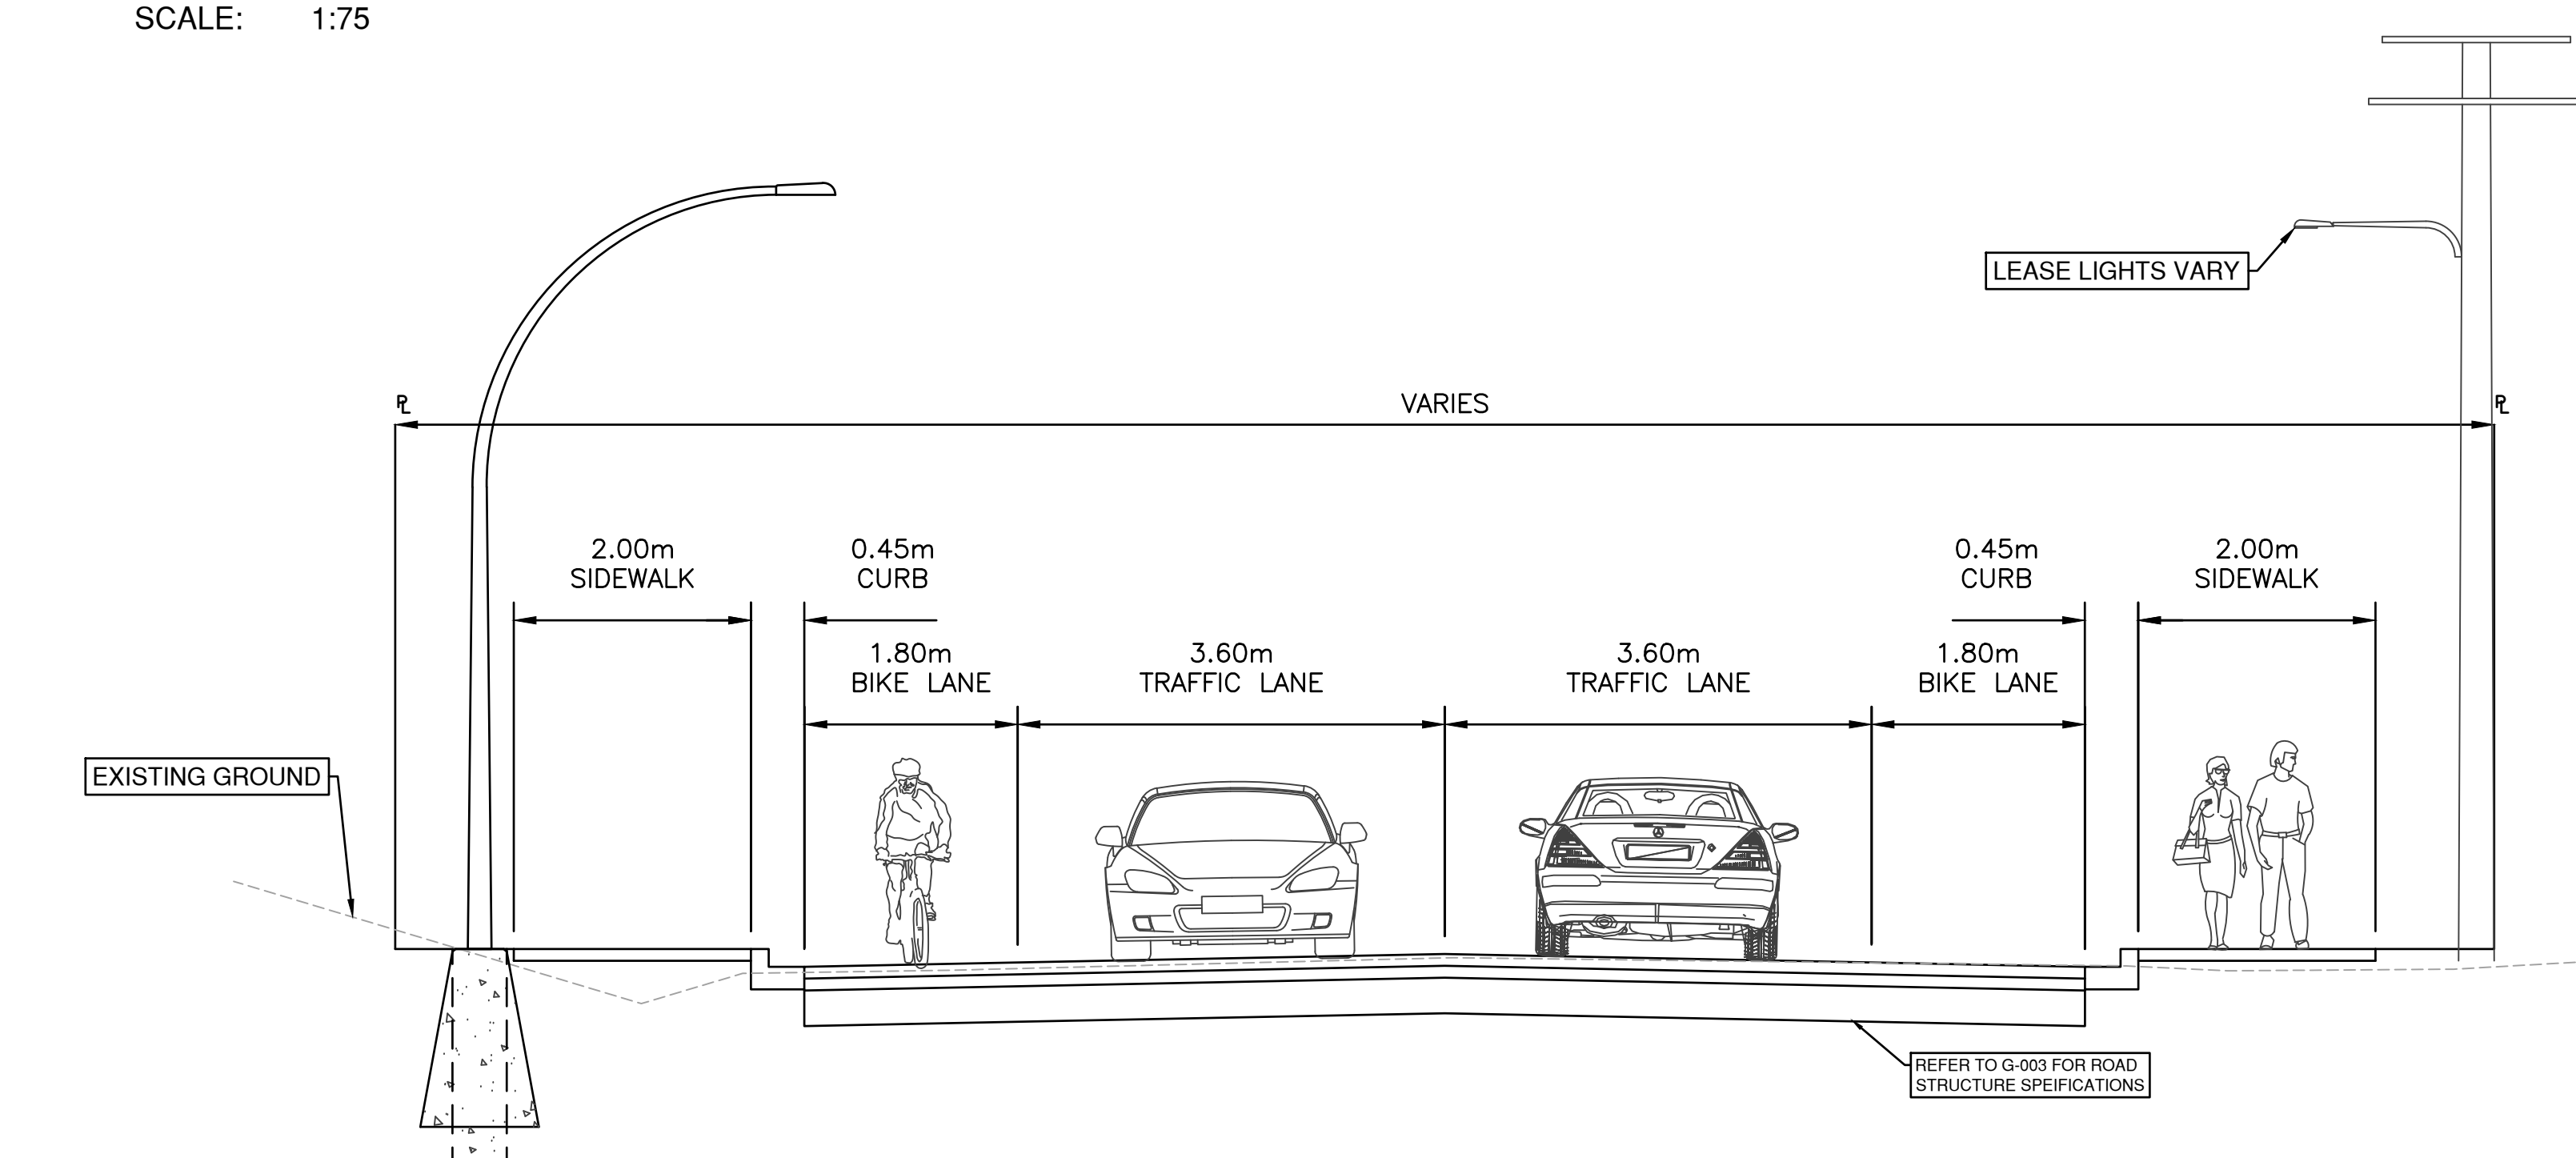 SCALE: 1:75
LEASE LIGHTS VARY
PL
VARIES
PL
2.00m
SIDEWALK
0.45m
CURB
0.45m
CURB
2.00m
SIDEWALK
1.80m
BIKE LANE
3.60m
TRAFFIC LANE
3.60m
TRAFFIC LANE
1.80m
BIKE LANE
EXISTING GROUND
REFER TO G-003 FOR ROAD
STRUCTURE SPEIFICATIONS